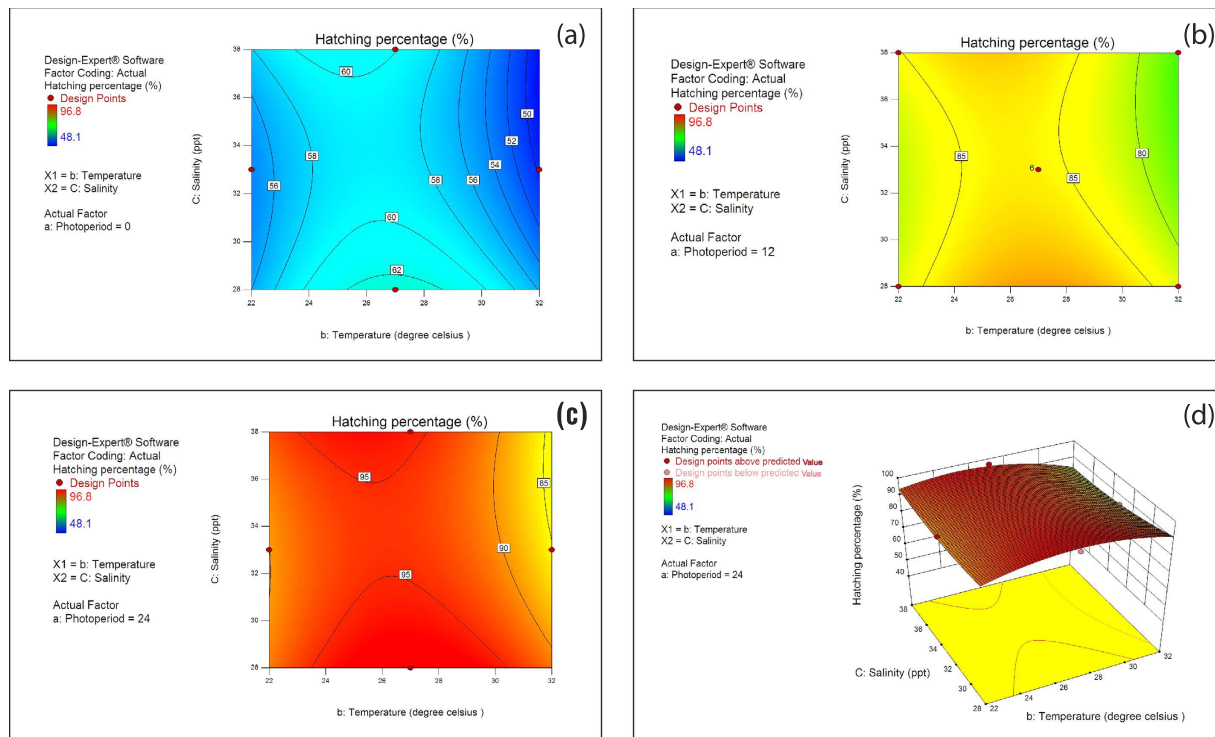 (a)
Hatching percentage (%)
Design-Expert® Software
Factor Coding: Actual
Hatching percentage (%)
Design Points
96.8
48.1
X1 = b: Temperature
X2 = C: Salinity
Actual Factor
a: Photoperiod = 0
C: Salinity (ppt)
38
36
34
32
30
28
22
24
26
28
30
32
b: Temperature (degree celsius )
60
50
52
58
54
56
58
56
60
62
(b)
Hatching percentage (%)
Design-Expert® Software
Factor Coding: Actual
Hatching percentage (%)
Design Points
96.8
48.1
X1 = b: Temperature
X2 = C: Salinity
Actual Factor
a: Photoperiod = 12
C: Salinity (ppt)
38
36
34
32
30
28
22
24
26
28
30
32
b: Temperature (degree celsius )
85
80
6
85
(c)
Hatching percentage (%)
Design-Expert® Software
Factor Coding: Actual
Hatching percentage (%)
Design Points
96.8
48.1
X1 = b: Temperature
X2 = C: Salinity
Actual Factor
a: Photoperiod = 24
C: Salinity (ppt)
38
36
34
32
30
28
22
24
26
28
30
32
b: Temperature (degree celsius )
95
85
90
95
(d)
Design-Expert® Software
Factor Coding: Actual
Hatching percentage (%)
Design points above predicted Value
Design points below predicted Value
96.8
48.1
X1 = b: Temperature
X2 = C: Salinity
Actual Factor
a: Photoperiod = 24
Hatching percentage (%)
100
90
80
70
60
50
40
38
36
34
32
30
28
C: Salinity (ppt)
22
24
26
28
30
32
b: Temperature (degree celsius )